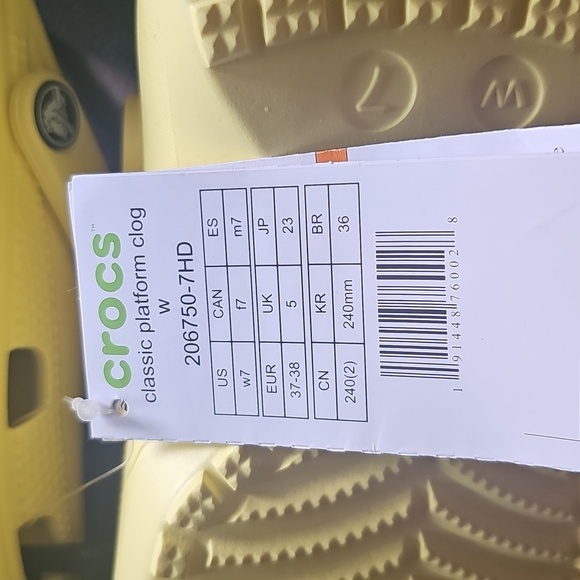 crocs™
classic platform clog
W
206750-7HD
US CAN ES
w7 f7 m7
EUR UK JP
37-38 5 23
CN KR BR
240(2) 240mm 36
1 91448 76002 8
7
W